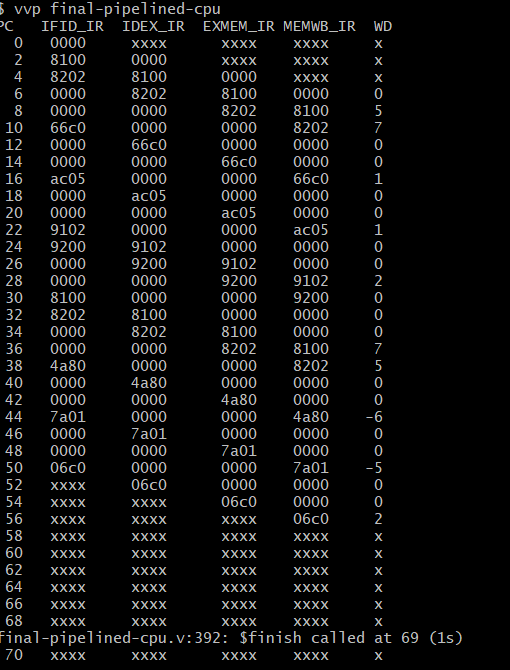 $ vvp final-pipelined-cpu
PC IFID_IR IDEX_IR EXMEM_IR MEMWB_IR WD
0 0000 xxxx xxxx xxxx x
2 8100 0000 xxxx xxxx x
4 8202 8100 0000 xxxx x
6 0000 8202 8100 0000 0
8 0000 0000 8202 8100 5
10 66c0 0000 0000 8202 7
12 0000 66c0 0000 0000 0
14 0000 0000 66c0 0000 0
16 ac05 0000 0000 66c0 1
18 0000 ac05 0000 0000 0
20 0000 0000 ac05 0000 0
22 9102 0000 0000 ac05 1
24 9200 9102 0000 0000 0
26 0000 9200 9102 0000 0
28 0000 0000 9200 9102 2
30 8100 0000 0000 9200 0
32 8202 8100 0000 0000 0
34 0000 8202 8100 0000 0
36 0000 0000 8202 8100 7
38 4a80 0000 0000 8202 5
40 0000 4a80 0000 0000 0
42 0000 0000 4a80 0000 0
44 7a01 0000 0000 4a80 -6
46 0000 7a01 0000 0000 0
48 0000 0000 7a01 0000 0
50 06c0 0000 0000 7a01 -5
52 xxxx 06c0 0000 0000 0
54 xxxx xxxx 06c0 0000 0
56 xxxx xxxx xxxx 06c0 2
58 xxxx xxxx xxxx xxxx x
60 xxxx xxxx xxxx xxxx x
62 xxxx xxxx xxxx xxxx x
64 xxxx xxxx xxxx xxxx x
66 xxxx xxxx xxxx xxxx x
68 xxxx xxxx xxxx xxxx x
final-pipelined-cpu.v:392: $finish called at 69 (1s)
70 xxxx xxxx xxxx xxxx x